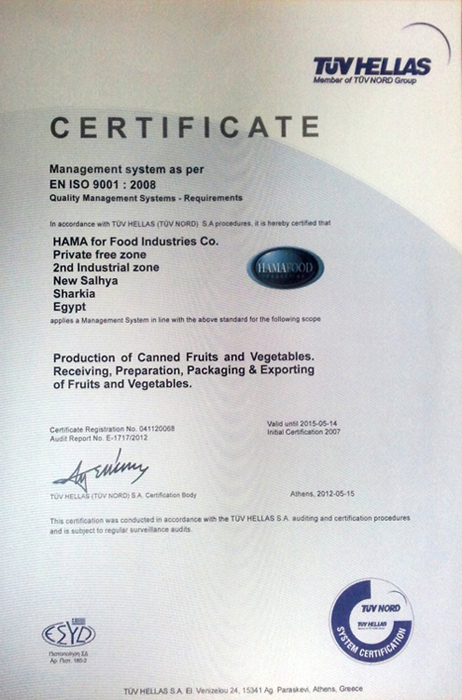 TÜV HELLAS
Member of TÜV NORD Group
CERTIFICATE
Management system as per
EN ISO 9001 : 2008
Quality Management Systems - Requirements
In accordance with TÜV HELLAS (TÜV NORD) S.A procedures, it is hereby certified that
HAMA for Food Industries Co.
Private free zone
2nd Industrial zone
New Salhya
Sharkia
Egypt
HAMAFOOD
applies a Management System in line with the above standard for the following scope
Production of Canned Fruits and Vegetables.
Receiving, Preparation, Packaging & Exporting
of Fruits and Vegetables.
Certificate Registration No. 041120068
Audit Report No. E-1717/2012
Valid until 2015-05-14
Initial Certification 2007
TÜV HELLAS (TÜV NORD) S.A. Certification Body
Athens, 2012-05-15
This certification was conducted in accordance with the TÜV HELLAS S.A. auditing and certification procedures
and is subject to regular surveillance audits.
ΕΣΥΔ
Πιστοποίηση ΣΔ
Αρ. Πιστ.
TÜV NORD
TÜV HELLAS
SYSTEM CERTIFICATION
TÜV HELLAS S.A. El. Venizelou 24, 15341 Ag. Paraskevi, Athens, Greece